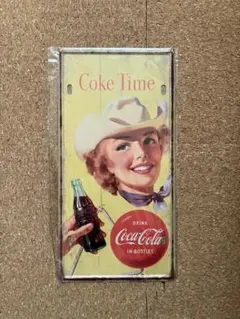 Coke Time
DRINK
Coca-Cola
IN BOTTLES